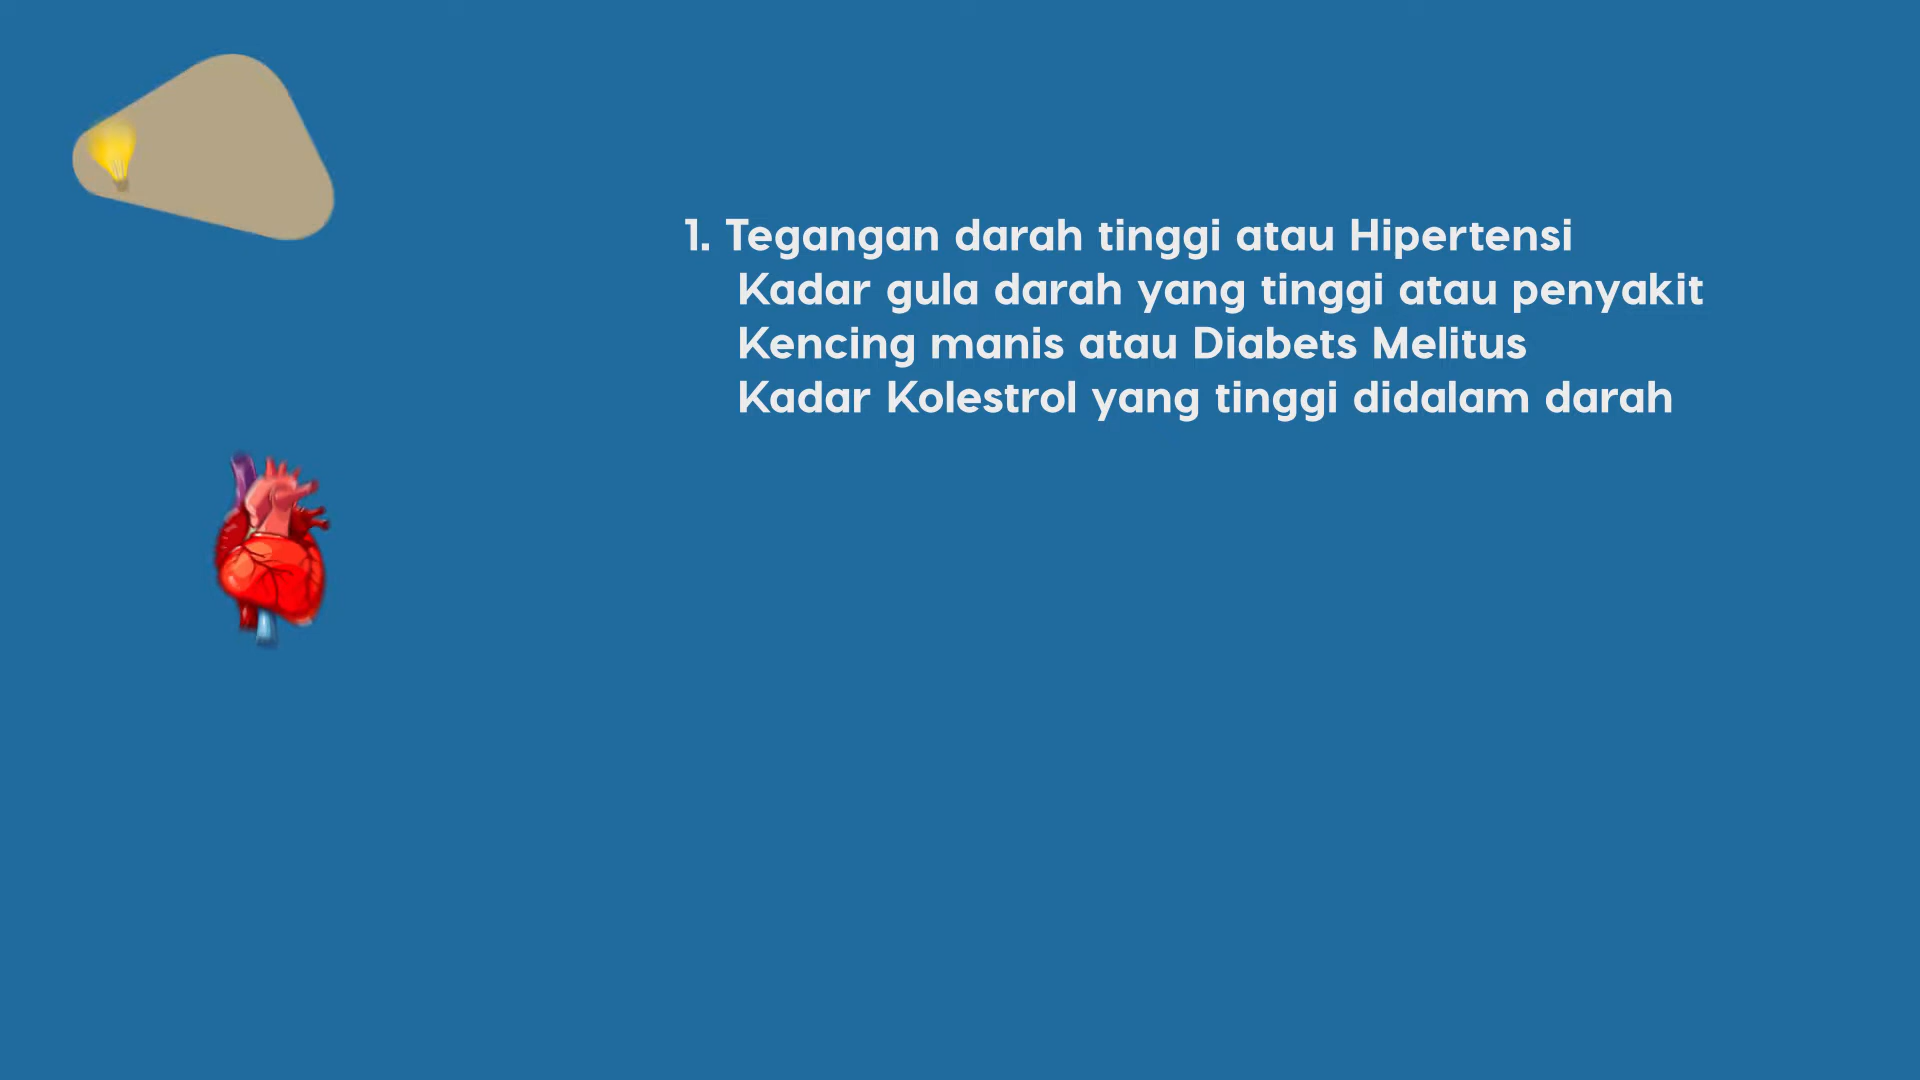 1. Tegangan darah tinggi atau Hipertensi
Kadar gula darah yang tinggi atau penyakit
Kencing manis atau Diabets Melitus
Kadar Kolestrol yang tinggi didalam darah